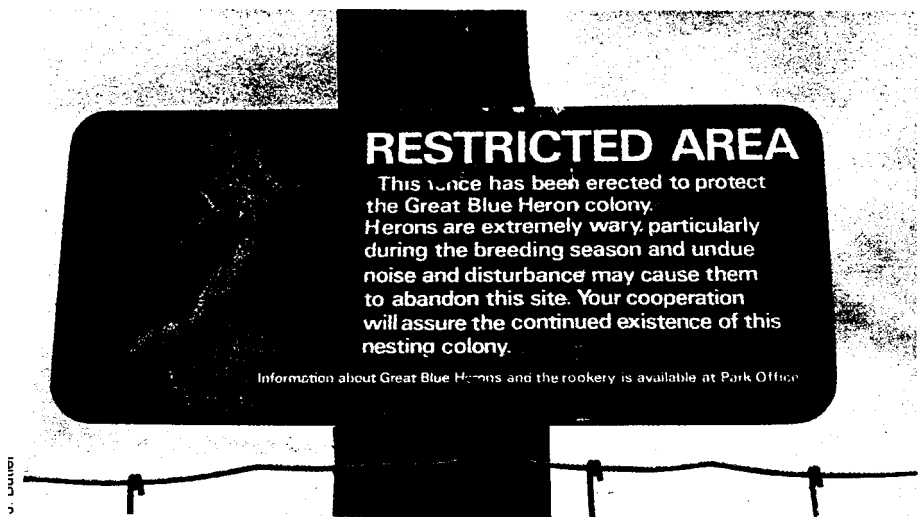 RESTRICTED AREA
This fence has been erected to protect
the Great Blue Heron colony.
Herons are extremely wary, particularly
during the breeding season and undue
noise and disturbance may cause them
to abandon this site. Your cooperation
will assure the continued existence of this
nesting colony.
Information about Great Blue Herons and the rookery is available at Park Office